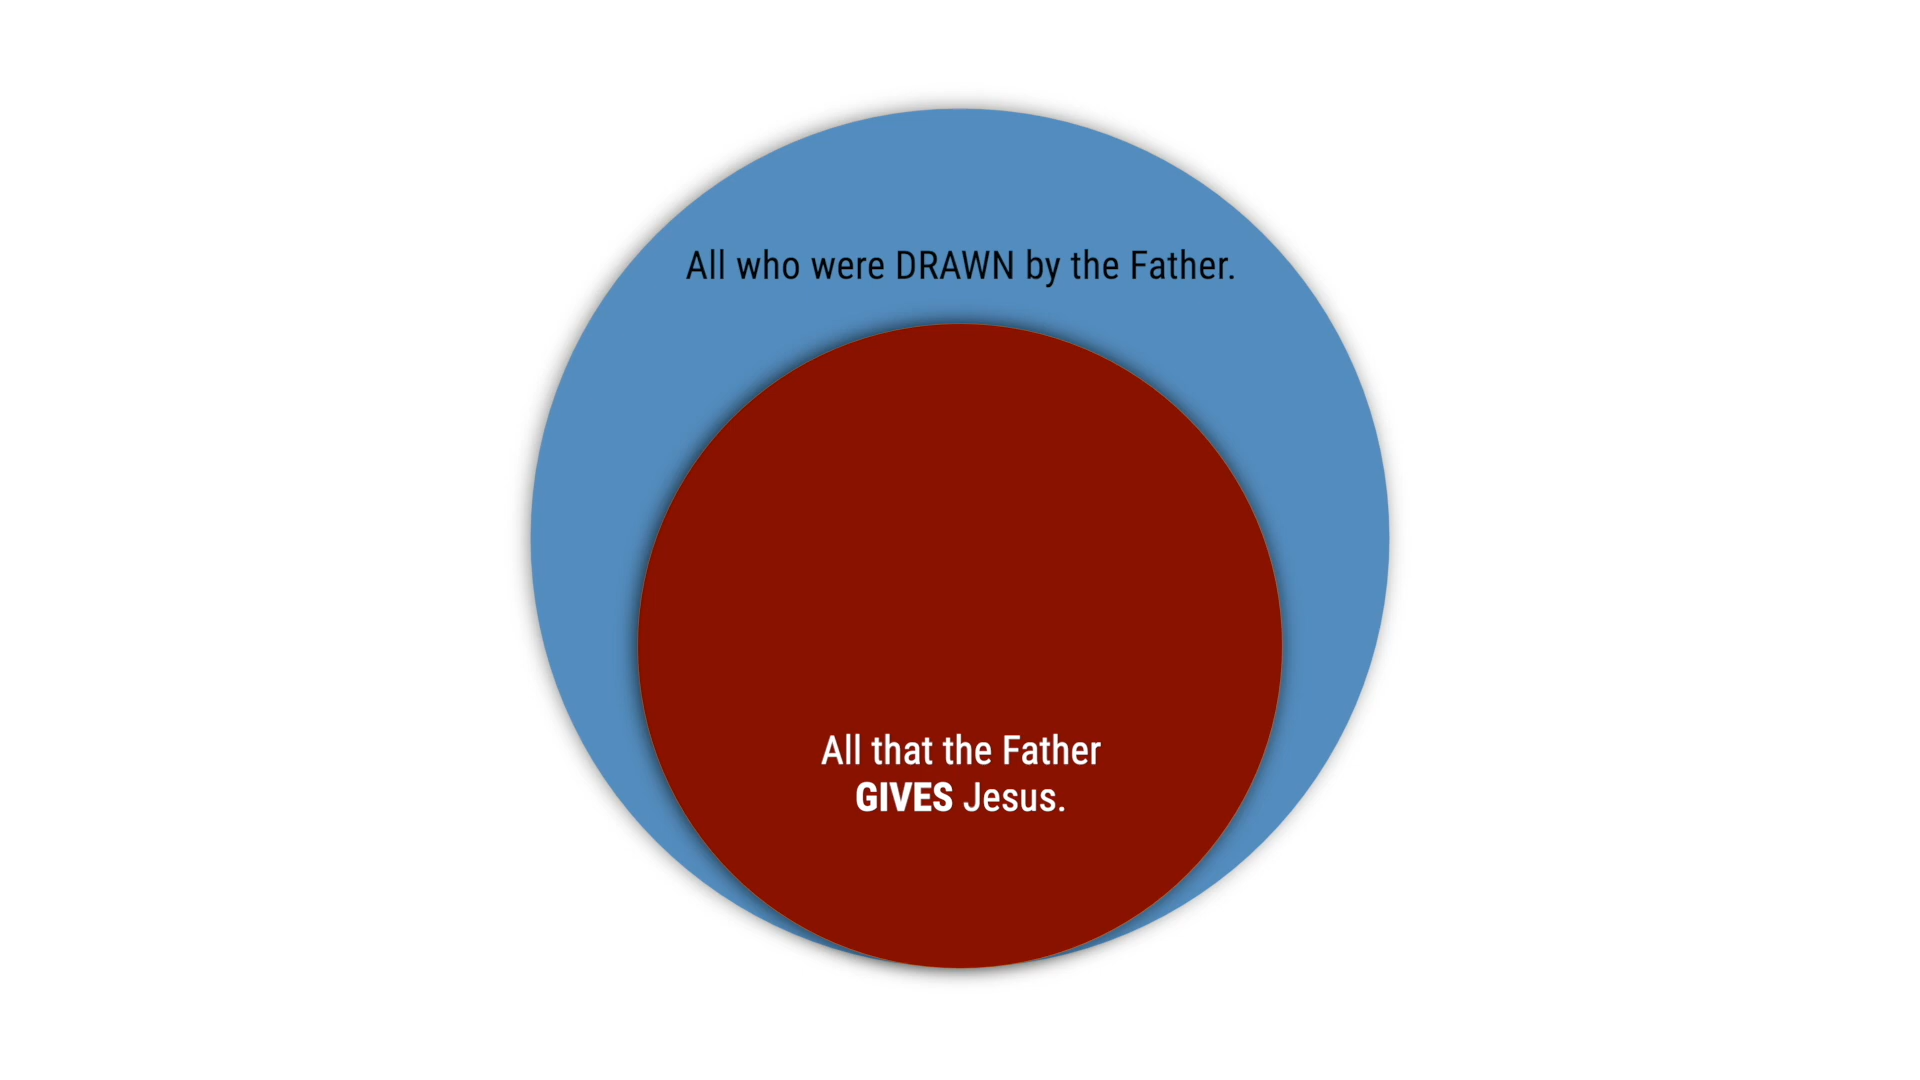 All who were DRAWN by the Father.
All that the Father
GIVES Jesus.